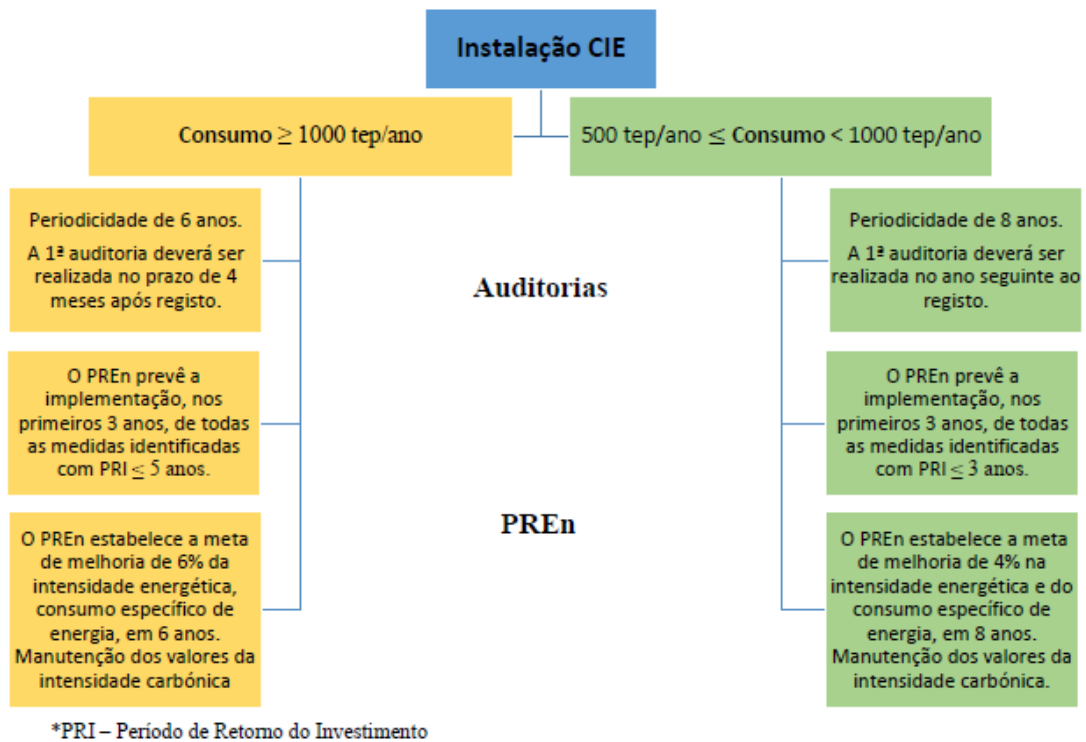 Instalação CIE
Consumo ≥ 1000 tep/ano
500 tep/ano ≤ Consumo < 1000 tep/ano
Periodicidade de 6 anos.
A 1ª auditoria deverá ser
realizada no prazo de 4
meses após registo.
Auditorias
Periodicidade de 8 anos.
A 1ª auditoria deverá ser
realizada no ano seguinte ao
registo.
O PREn prevê a
implementação, nos
primeiros 3 anos, de todas
as medidas identificadas
com PRI ≤ 5 anos.
O PREn prevê a
implementação, nos
primeiros 3 anos, de todas
as medidas identificadas
com PRI ≤ 3 anos.
PREn
O PREn estabelece a meta
de melhoria de 6% da
intensidade energética,
consumo específico de
energia, em 6 anos.
Manutenção dos valores da
intensidade carbónica
O PREn estabelece a meta
de melhoria de 4% na
intensidade energética e do
consumo específico de
energia, em 8 anos.
Manutenção dos valores da
intensidade carbónica.
*PRI – Período de Retorno do Investimento